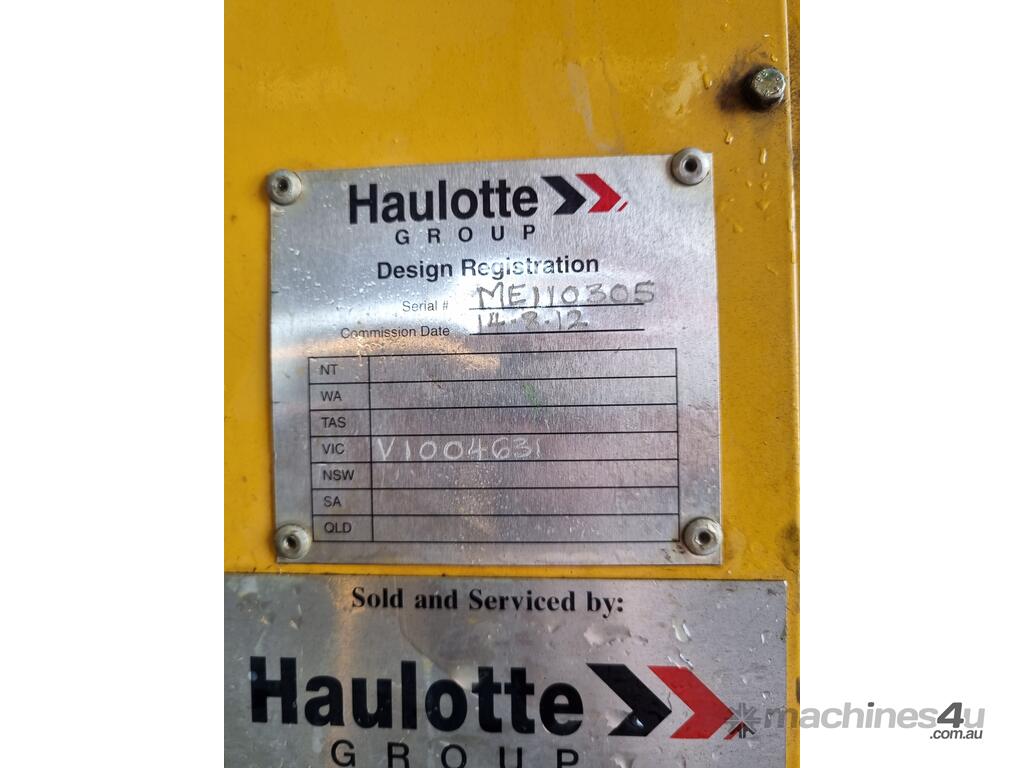 Haulotte
GROUP
Design Registration
Serial # ME110305
Commission Date 14-8-12
NT
WA
TAS
VIC V1004631
NSW
SA
QLD
Sold and Serviced by:
Haulotte
GROUP
machines4u
.com.au